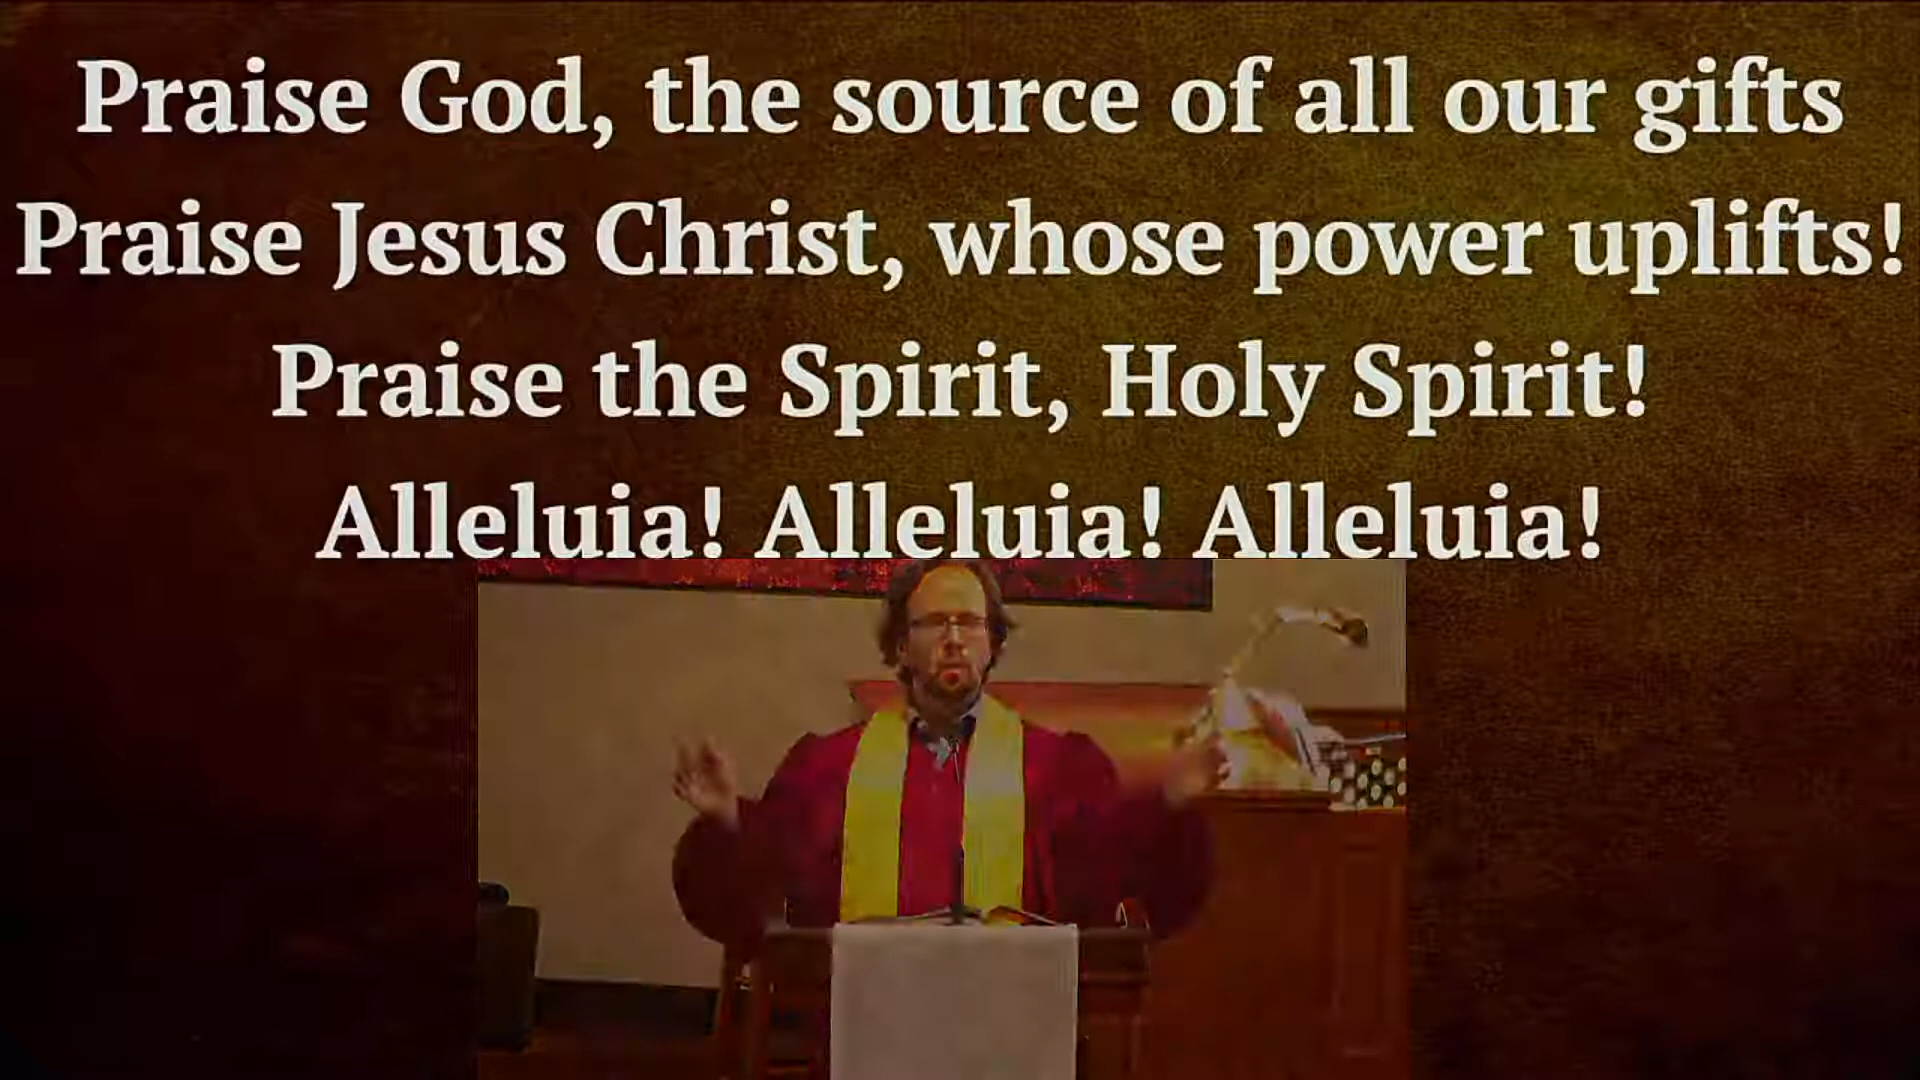 Praise God, the source of all our gifts
Praise Jesus Christ, whose power uplifts!
Praise the Spirit, Holy Spirit!
Alleluia! Alleluia! Alleluia!